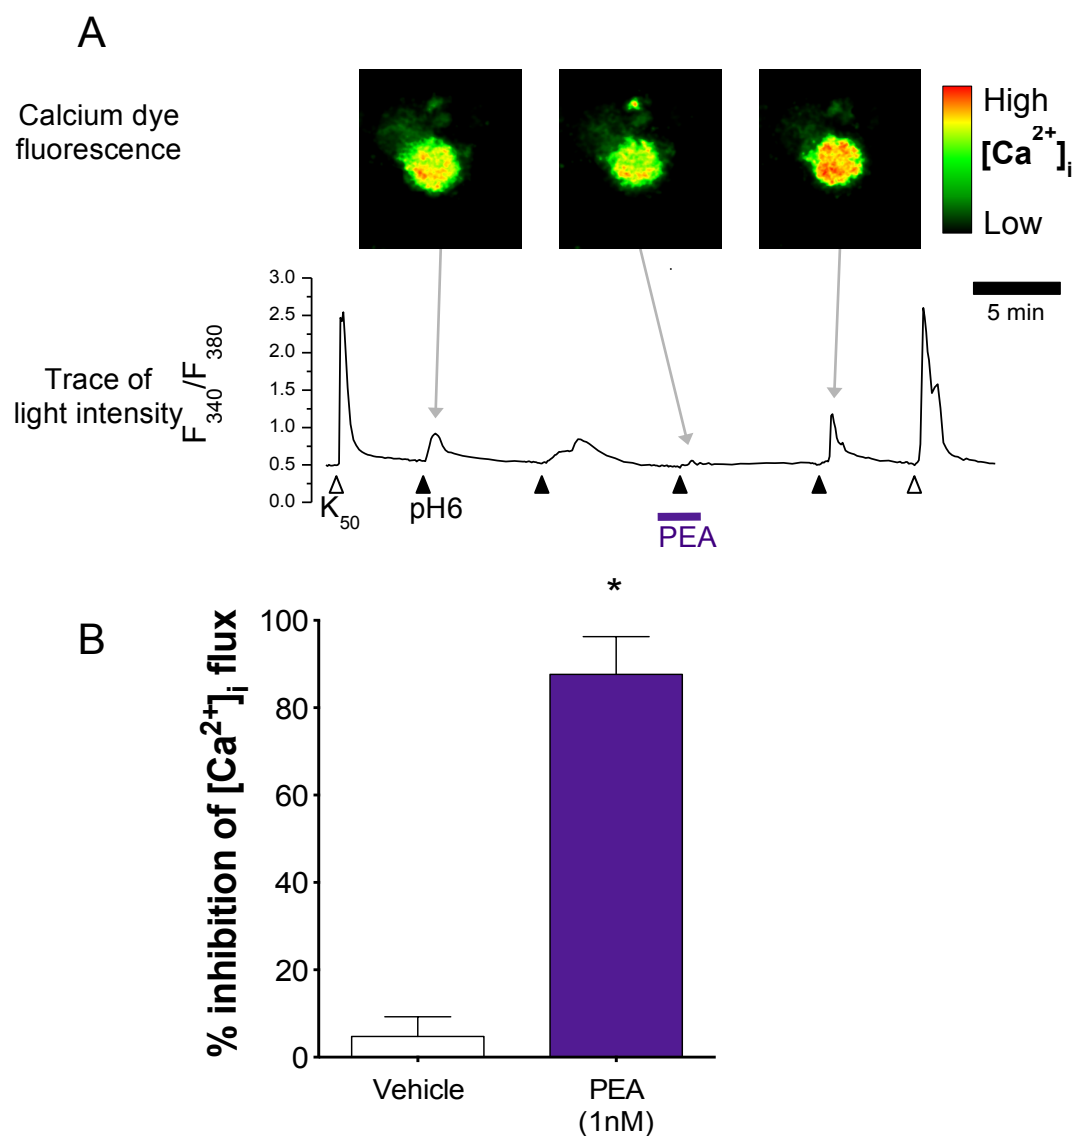 A
Calcium dye
fluorescence
High
[Ca2+]i
Low
5 min
3.0
2.5
2.0
1.5
1.0
0.5
0.0
Trace of
light intensity
F340/F380
K50
pH6
PEA
B
*
% inhibition of [Ca2+]i flux
100
80
60
40
20
0
Vehicle
PEA
(1nM)